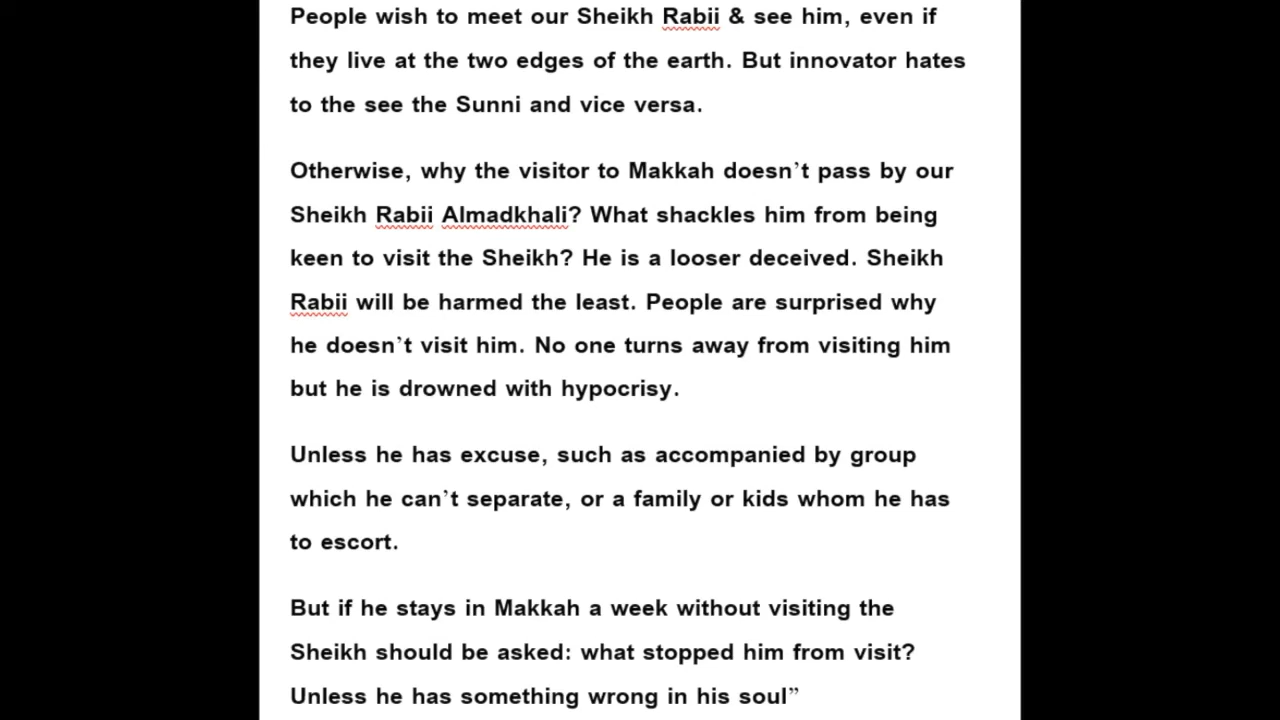 People wish to meet our Sheikh Rabii & see him, even if
they live at the two edges of the earth. But innovator hates
to the see the Sunni and vice versa.
Otherwise, why the visitor to Makkah doesn’t pass by our
Sheikh Rabii Almadkhali? What shackles him from being
keen to visit the Sheikh? He is a looser deceived. Sheikh
Rabii will be harmed the least. People are surprised why
he doesn’t visit him. No one turns away from visiting him
but he is drowned with hypocrisy.
Unless he has excuse, such as accompanied by group
which he can’t separate, or a family or kids whom he has
to escort.
But if he stays in Makkah a week without visiting the
Sheikh should be asked: what stopped him from visit?
Unless he has something wrong in his soul”